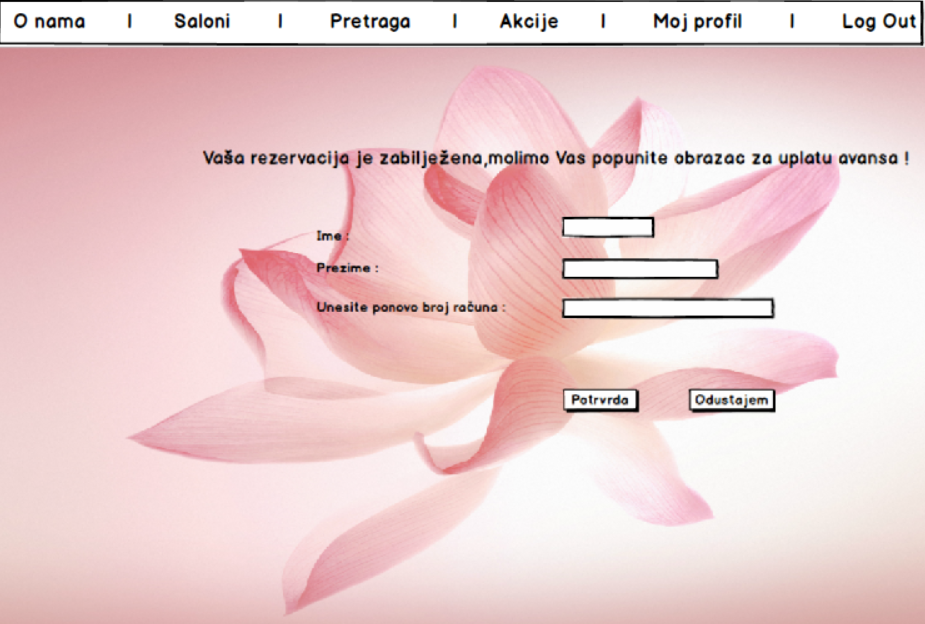 O nama | Saloni | Pretraga | Akcije | Moj profil | Log Out
Vaša rezervacija je zabilježena,molimo Vas popunite obrazac za uplatu avansa !
Ime :
Prezime :
Unesite ponovo broj računa :
Potrvrda Odustajem